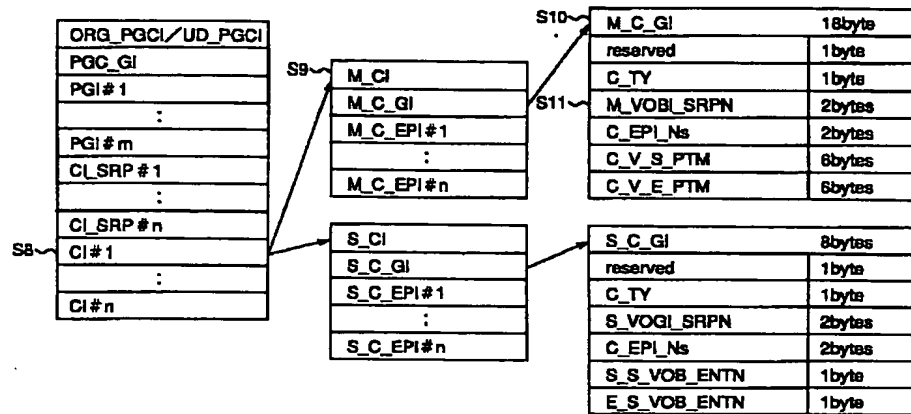 ORG_PGCI/UD_PGCI
PGC_GI
PGI#1
:
PGI#m
CI_SRP#1
:
CI_SRP#n
S8
CI#1
:
CI#n
S9
M_CI
M_C_GI
M_C_EPI#1
:
M_C_EPI#n
S_CI
S_C_GI
S_C_EPI#1
:
S_C_EPI#n
S10
M_C_GI 18byte
reserved 1byte
C_TY 1byte
S11
M_VOBI_SRPN 2bytes
C_EPI_Ns 2bytes
C_V_S_PTM 6bytes
C_V_E_PTM 6bytes
S_C_GI 8bytes
reserved 1byte
C_TY 1byte
S_VOGI_SRPN 2bytes
C_EPI_Ns 2bytes
S_S_VOB_ENTN 1byte
E_S_VOB_ENTN 1byte